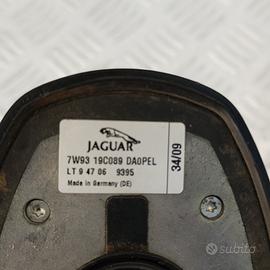 JAGUAR
7W93 19C089 DA0PEL
LT 9 47 06 9395
Made in Germany (DE)
34/09
subito